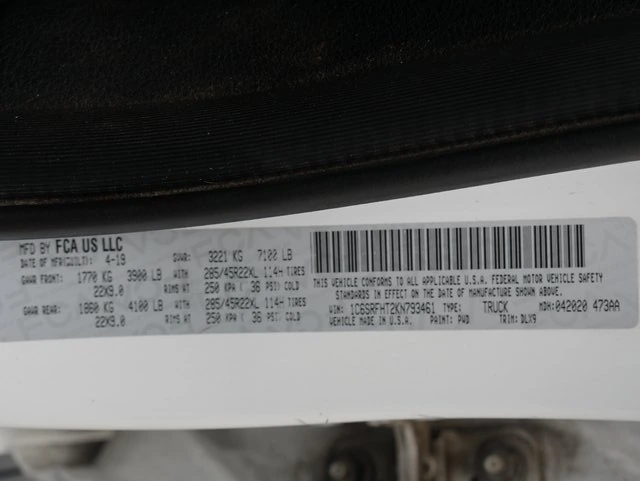 MFD BY FCA US LLC
DATE OF MFR(BUILT): 4-19 GVWR: 3221 KG 7100 LB
GAWR FRONT: 1770 KG 3900 LB WITH 285/45R22XL 114H TIRES
22X9.0 RIMS AT 250 KPA ( 36 PSI) COLD
GAWR REAR: 1860 KG 4100 LB WITH 285/45R22XL 114H TIRES
22X9.0 RIMS AT 250 KPA ( 36 PSI) COLD
THIS VEHICLE CONFORMS TO ALL APPLICABLE U.S.A. FEDERAL MOTOR VEHICLE SAFETY
STANDARDS IN EFFECT ON THE DATE OF MANUFACTURE SHOWN ABOVE.
VIN: 1C6SRFHT2KN793461 TYPE: TRUCK MDH: 042020 473AA
VEHICLE MADE IN U.S.A. PAINT: PWD TRIM: DLX9